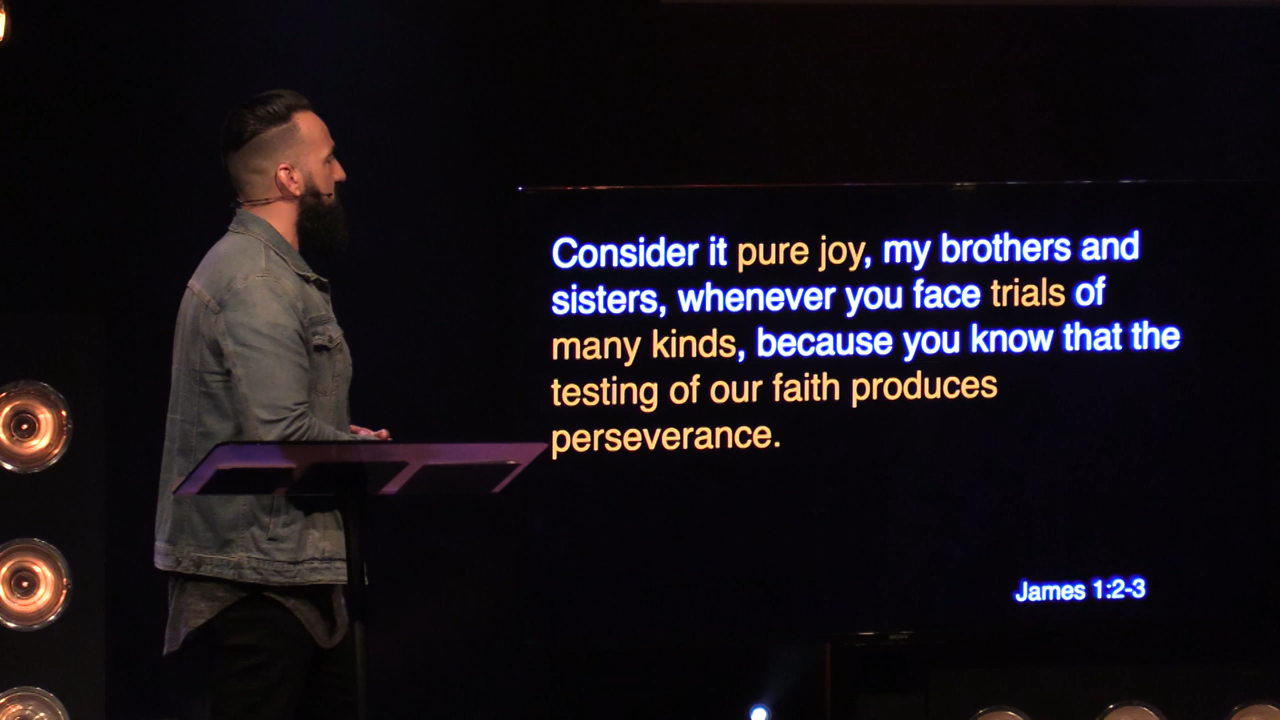 Consider it pure joy, my brothers and
sisters, whenever you face trials of
many kinds, because you know that the
testing of our faith produces
perseverance.
James 1:2-3
SONY